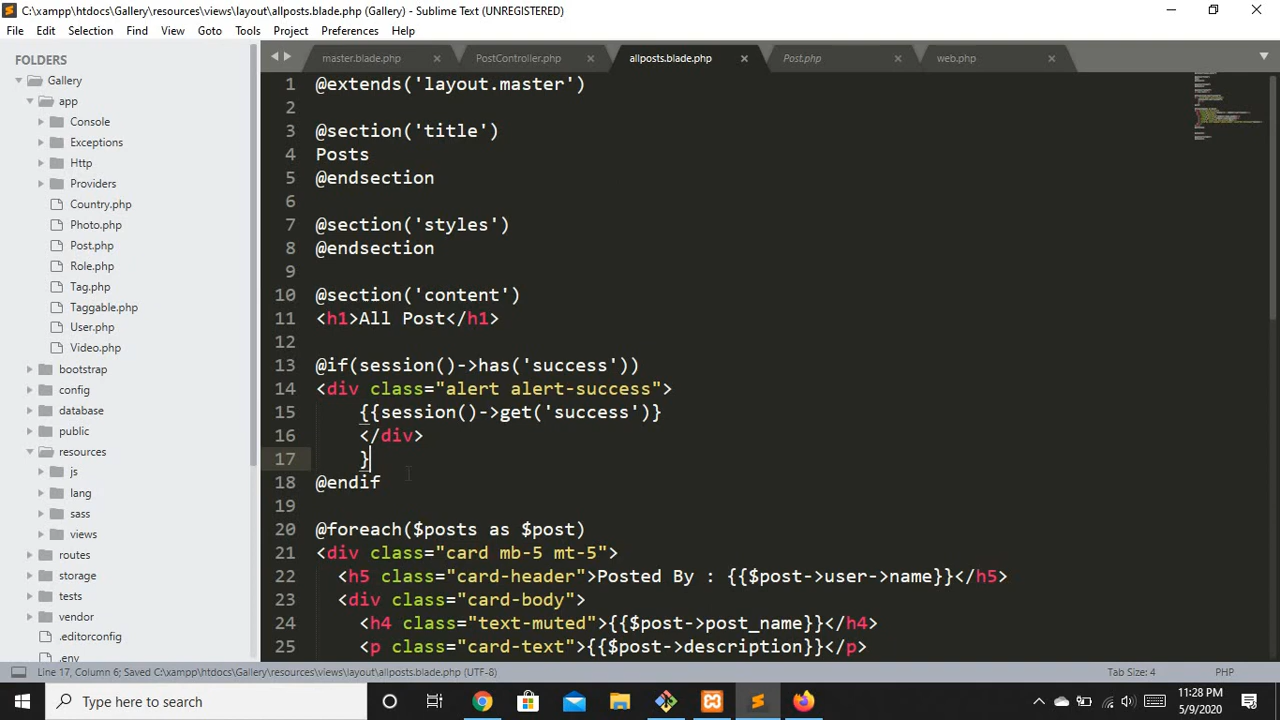 C:\xampp\htdocs\Gallery\resources\views\layout\allposts.blade.php (Gallery) - Sublime Text (UNREGISTERED)
File Edit Selection Find View Goto Tools Project Preferences Help
FOLDERS
Gallery
app
Console
Exceptions
Http
Providers
Country.php
Photo.php
Post.php
Role.php
Tag.php
Taggable.php
User.php
Video.php
bootstrap
config
database
public
resources
js
lang
sass
views
routes
storage
tests
vendor
.editorconfig
.env
master.blade.php PostController.php allposts.blade.php Post.php web.php
1 @extends('layout.master')
2
3 @section('title')
4 Posts
5 @endsection
6
7 @section('styles')
8 @endsection
9
10 @section('content')
11 <h1>All Post</h1>
12
13 @if(session()->has('success'))
14 <div class="alert alert-success">
15 {{session()->get('success')}
16 </div>
17 }
18 @endif
19
20 @foreach($posts as $post)
21 <div class="card mb-5 mt-5">
22 <h5 class="card-header">Posted By : {{$post->user->name}}</h5>
23 <div class="card-body">
24 <h4 class="text-muted">{{$post->post_name}}</h4>
25 <p class="card-text">{{$post->description}}</p>
Line 17, Column 6; Saved C:\xampp\htdocs\Gallery\resources\views\layout\allposts.blade.php (UTF-8) Tab Size: 4 PHP
Type here to search
11:28 PM
5/9/2020